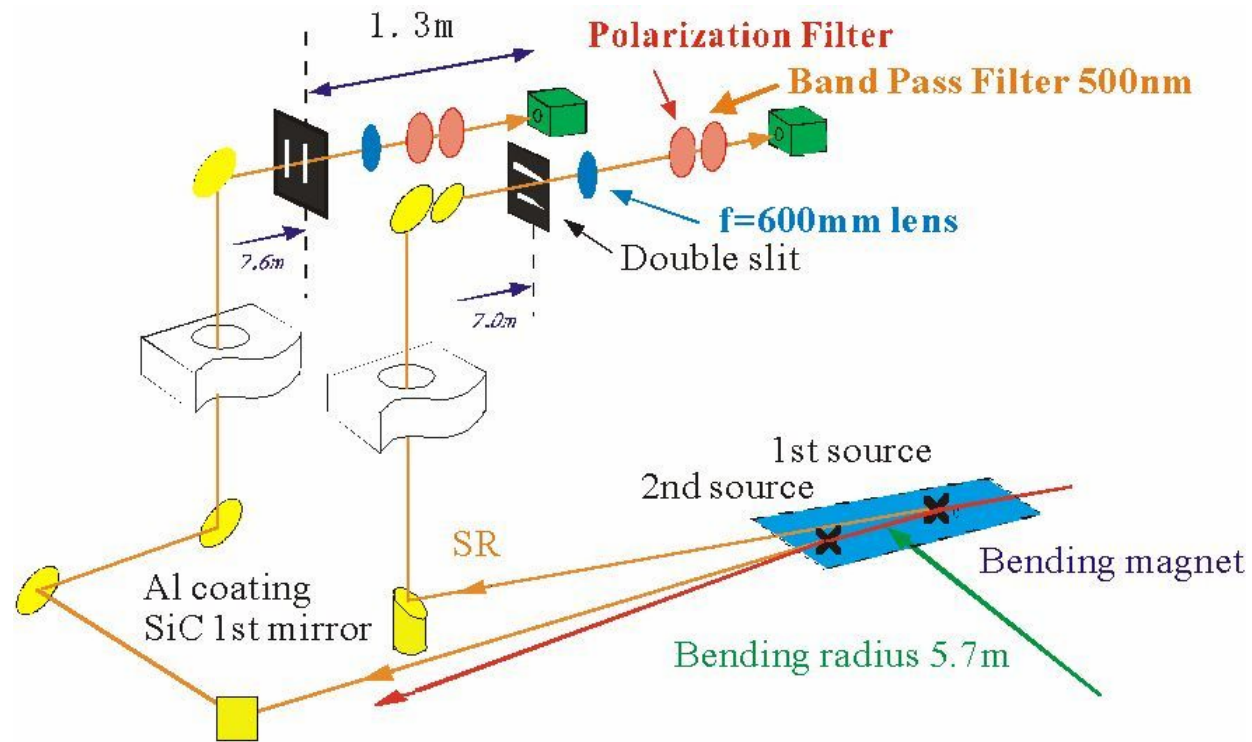 1.3m
Polarization Filter
Band Pass Filter 500nm
f=600mm lens
Double slit
7.6m
7.0m
1st source
2nd source
SR
Bending magnet
Al coating
SiC 1st mirror
Bending radius 5.7m